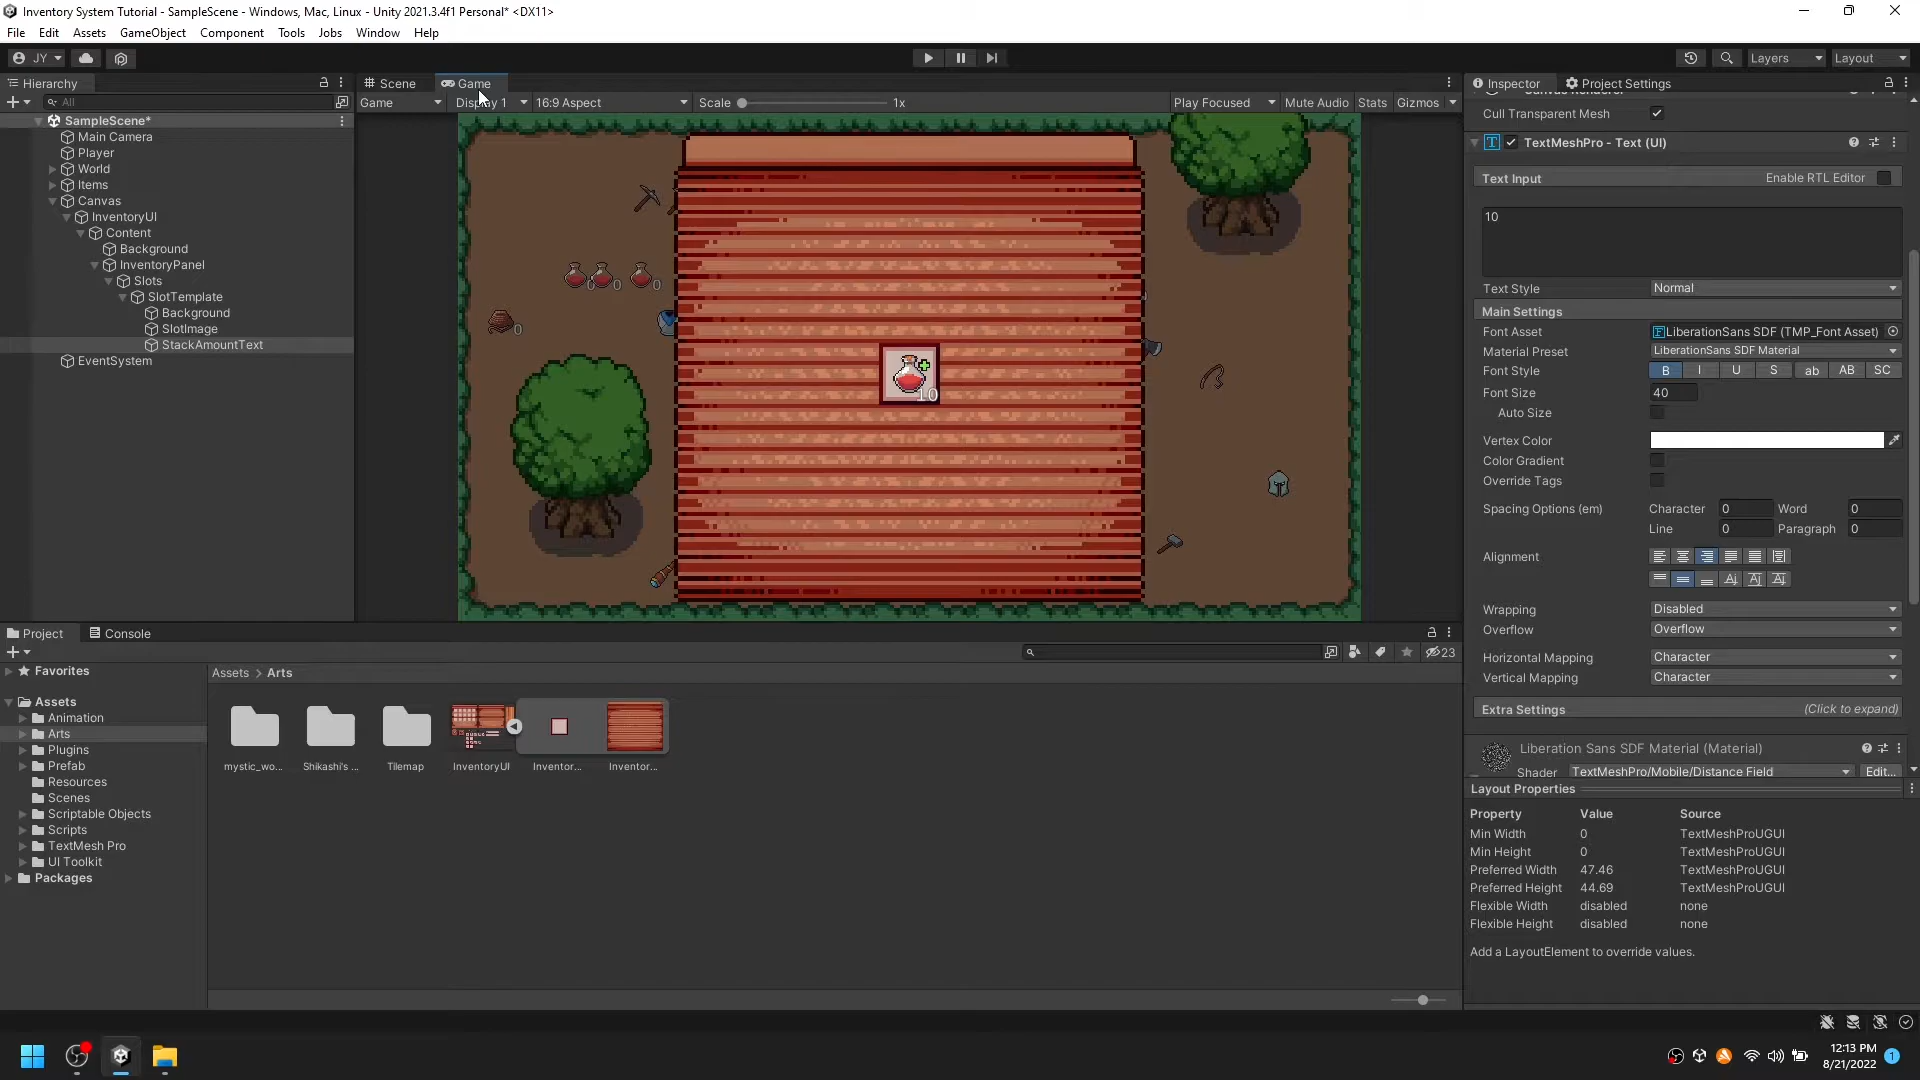 Inventory System Tutorial - SampleScene - Windows, Mac, Linux - Unity 2021.3.4f1 Personal* <DX11>
File Edit Assets GameObject Component Tools Jobs Window Help
JY Layers Layout
Hierarchy
All
SampleScene*
Main Camera
Player
World
Items
Canvas
InventoryUI
Content
Background
InventoryPanel
Slots
SlotTemplate
Background
SlotImage
StackAmountText
EventSystem
Scene Game
Game Display 1 16:9 Aspect Scale 1x Play Focused Mute Audio Stats Gizmos
0 0 0
0
10
Inspector Project Settings
Cull Transparent Mesh
TextMeshPro - Text (UI)
Text Input Enable RTL Editor
10
Text Style Normal
Main Settings
Font Asset LiberationSans SDF (TMP_Font Asset)
Material Preset LiberationSans SDF Material
Font Style B I U S ab AB SC
Font Size 40
Auto Size
Vertex Color
Color Gradient
Override Tags
Spacing Options (em) Character 0 Word 0
Line 0 Paragraph 0
Alignment
Wrapping Disabled
Overflow Overflow
Horizontal Mapping Character
Vertical Mapping Character
Extra Settings (Click to expand)
Liberation Sans SDF Material (Material)
Shader TextMeshPro/Mobile/Distance Field Edit...
Layout Properties
Property Value Source
Min Width 0 TextMeshProUGUI
Min Height 0 TextMeshProUGUI
Preferred Width 47.46 TextMeshProUGUI
Preferred Height 44.69 TextMeshProUGUI
Flexible Width disabled none
Flexible Height disabled none
Add a LayoutElement to override values.
Project Console
23
Favorites
Assets
Animation
Arts
Plugins
Prefab
Resources
Scenes
Scriptable Objects
Scripts
TextMesh Pro
UI Toolkit
Packages
Assets > Arts
mystic_wo... Shikashi's ... Tilemap InventoryUI Inventor... Inventor...
12:13 PM
8/21/2022
1